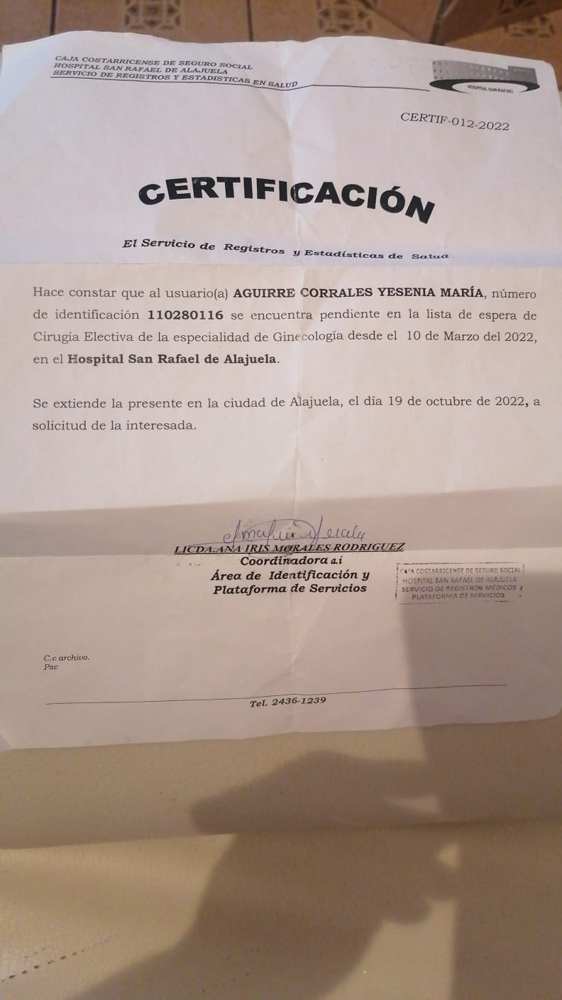 CAJA COSTARRICENSE DE SEGURO SOCIAL
HOSPITAL SAN RAFAEL DE ALAJUELA
SERVICIO DE REGISTROS Y ESTADISTICAS EN SALUD
HOSPITAL SAN RAFAEL
CERTIF-012-2022
CERTIFICACIÓN
El Servicio de Registros y Estadísticas de Salud
Hace constar que al usuario(a) AGUIRRE CORRALES YESENIA MARÍA, número
de identificación 110280116 se encuentra pendiente en la lista de espera de
Cirugía Electiva de la especialidad de Ginecología desde el 10 de Marzo del 2022,
en el Hospital San Rafael de Alajuela.
Se extiende la presente en la ciudad de Alajuela, el día 19 de octubre de 2022, a
solicitud de la interesada.
LICDA.ANA IRIS MORALES RODRIGUEZ
Coordinadora a.i
Área de Identificación y
Plataforma de Servicios
CAJA COSTARRICENSE DE SEGURO SOCIAL
HOSPITAL SAN RAFAEL DE ALAJUELA
SERVICIO DE REGISTROS MÉDICOS
PLATAFORMA DE SERVICIOS
C.c archivo.
Psc
Tel. 2436-1239